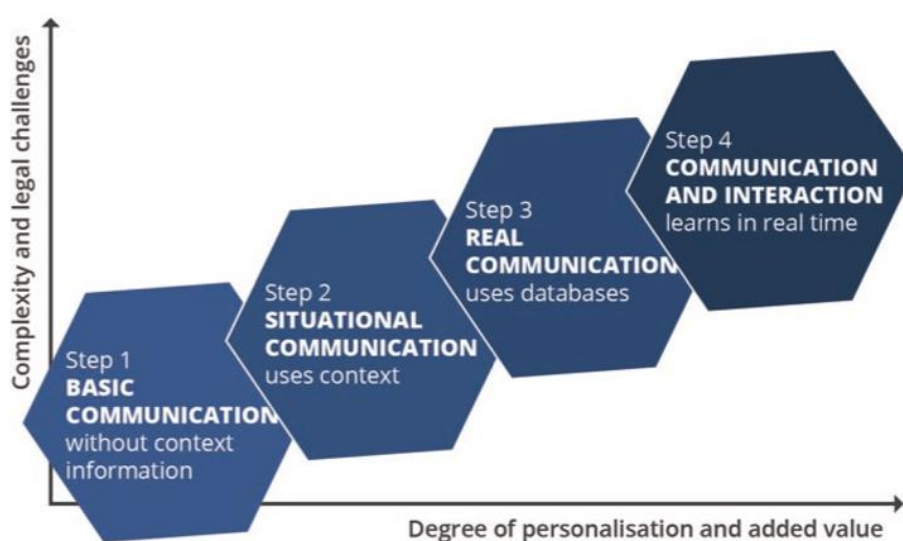 Complexity and legal challenges
Step 1
BASIC
COMMUNICATION
without context
information
Step 2
SITUATIONAL
COMMUNICATION
uses context
Step 3
REAL
COMMUNICATION
uses databases
Step 4
COMMUNICATION
AND INTERACTION
learns in real time
Degree of personalisation and added value